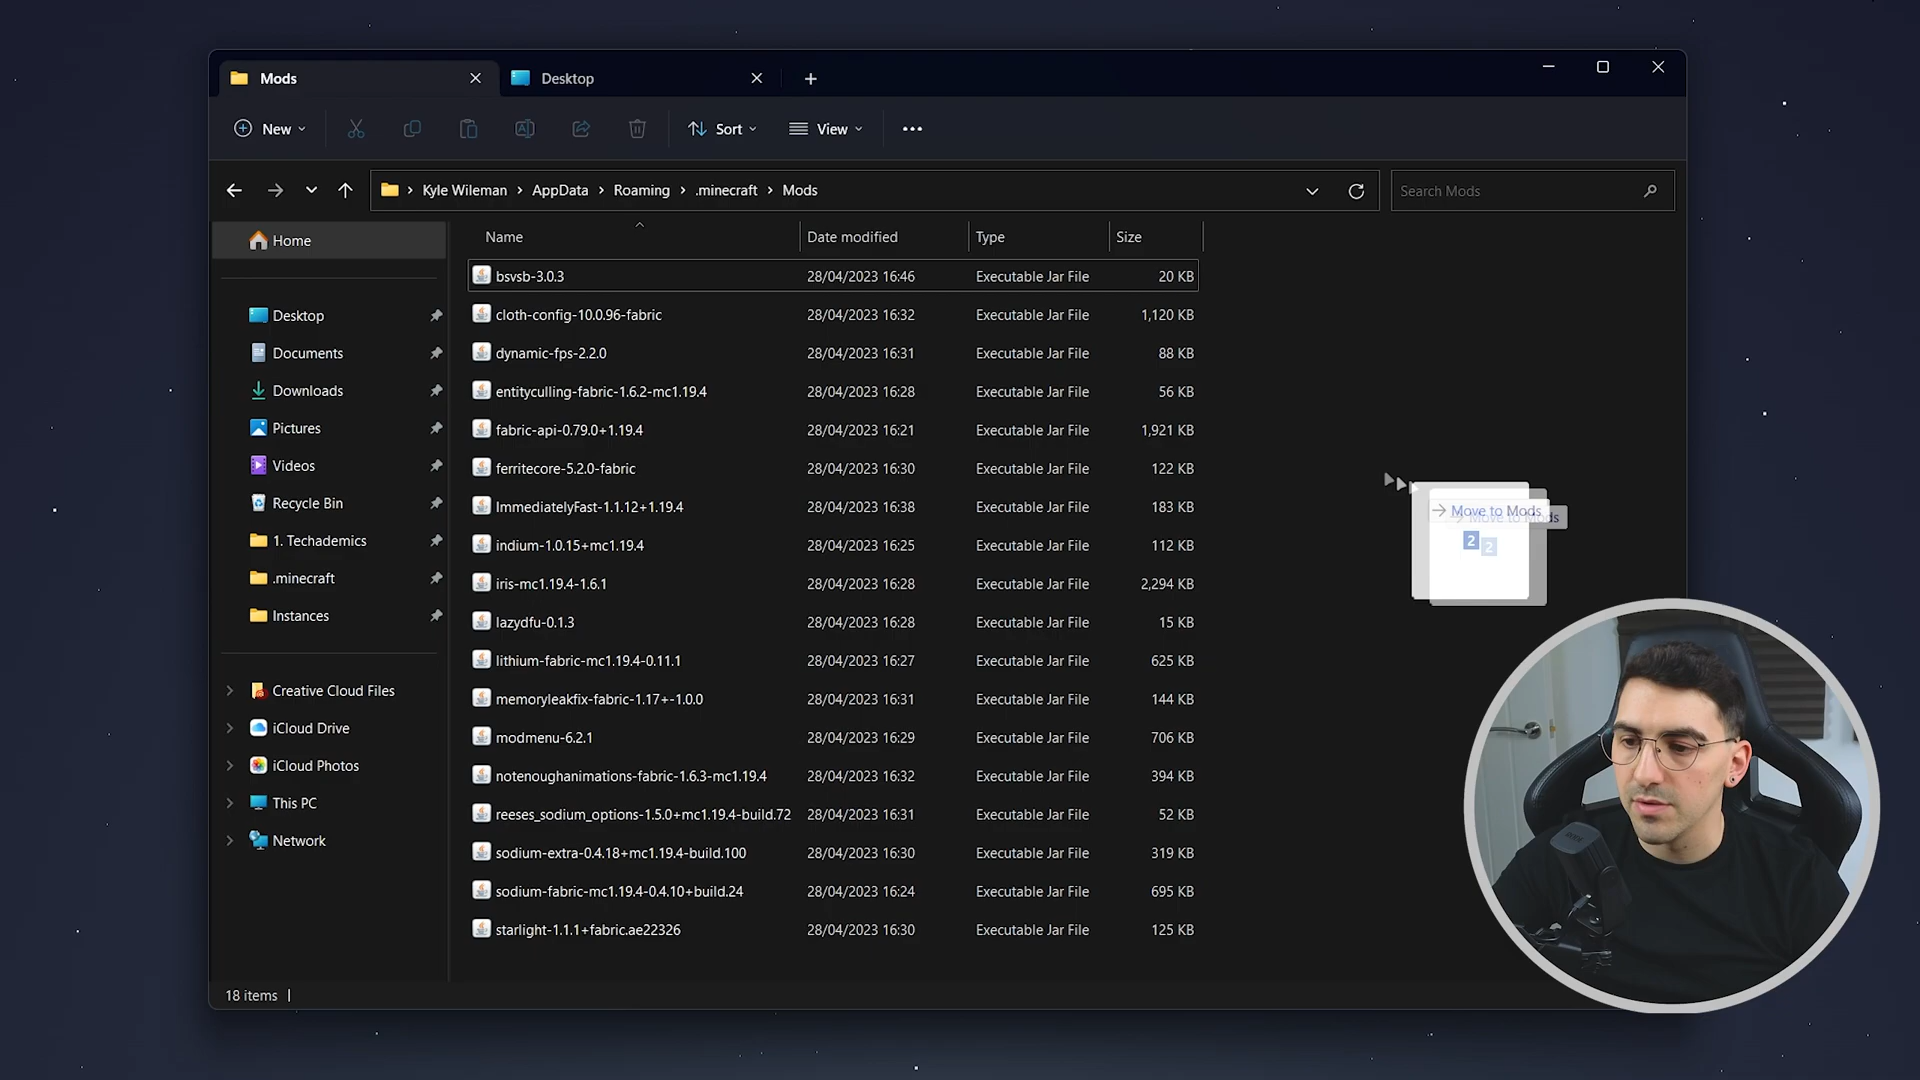 Mods
Desktop
New
Sort
View
Kyle Wileman > AppData > Roaming > .minecraft > Mods
Search Mods
Home
Desktop
Documents
Downloads
Pictures
Videos
Recycle Bin
1. Techademics
.minecraft
Instances
Creative Cloud Files
iCloud Drive
iCloud Photos
This PC
Network
Name Date modified Type Size
bsvsb-3.0.3 28/04/2023 16:46 Executable Jar File 20 KB
cloth-config-10.0.96-fabric 28/04/2023 16:32 Executable Jar File 1,120 KB
dynamic-fps-2.2.0 28/04/2023 16:31 Executable Jar File 88 KB
entityculling-fabric-1.6.2-mc1.19.4 28/04/2023 16:28 Executable Jar File 56 KB
fabric-api-0.79.0+1.19.4 28/04/2023 16:21 Executable Jar File 1,921 KB
ferritecore-5.2.0-fabric 28/04/2023 16:30 Executable Jar File 122 KB
ImmediatelyFast-1.1.12+1.19.4 28/04/2023 16:38 Executable Jar File 183 KB
indium-1.0.15+mc1.19.4 28/04/2023 16:25 Executable Jar File 112 KB
iris-mc1.19.4-1.6.1 28/04/2023 16:28 Executable Jar File 2,294 KB
lazydfu-0.1.3 28/04/2023 16:28 Executable Jar File 15 KB
lithium-fabric-mc1.19.4-0.11.1 28/04/2023 16:27 Executable Jar File 625 KB
memoryleakfix-fabric-1.17+-1.0.0 28/04/2023 16:31 Executable Jar File 144 KB
modmenu-6.2.1 28/04/2023 16:29 Executable Jar File 706 KB
notenoughanimations-fabric-1.6.3-mc1.19.4 28/04/2023 16:32 Executable Jar File 394 KB
reeses_sodium_options-1.5.0+mc1.19.4-build.72 28/04/2023 16:31 Executable Jar File 52 KB
sodium-extra-0.4.18+mc1.19.4-build.100 28/04/2023 16:30 Executable Jar File 319 KB
sodium-fabric-mc1.19.4-0.4.10+build.24 28/04/2023 16:24 Executable Jar File 695 KB
starlight-1.1.1+fabric.ae22326 28/04/2023 16:30 Executable Jar File 125 KB
Move to Mods
Move to Mods
2
2
18 items